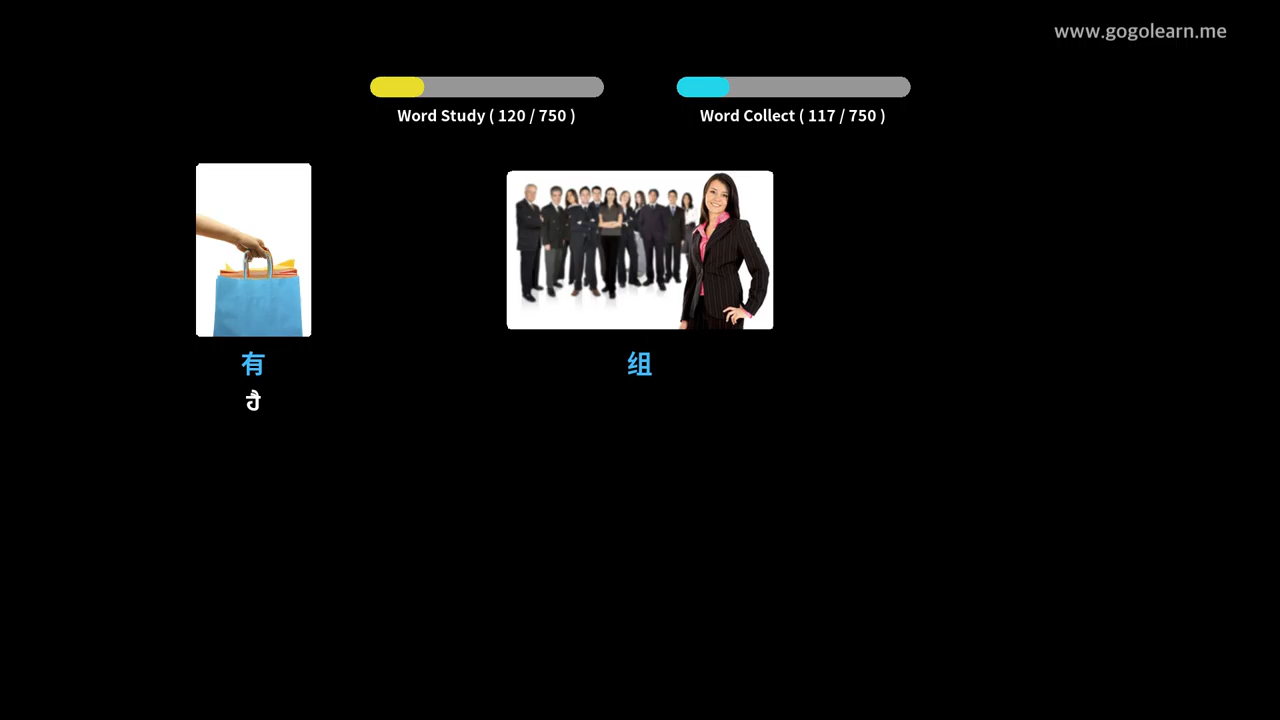 www.gogolearn.me
Word Study ( 120 / 750 )
Word Collect ( 117 / 750 )
有
है
组